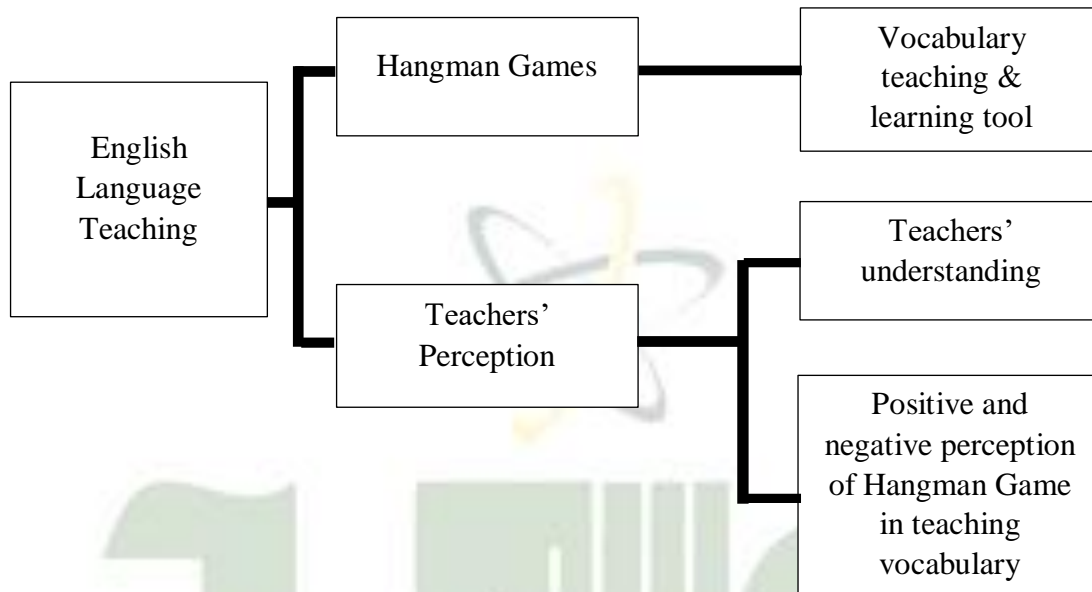 English
Language
Teaching
Hangman Games
Vocabulary
teaching &
learning tool
Teachers’
Perception
Teachers’
understanding
Positive and
negative perception
of Hangman Game
in teaching
vocabulary